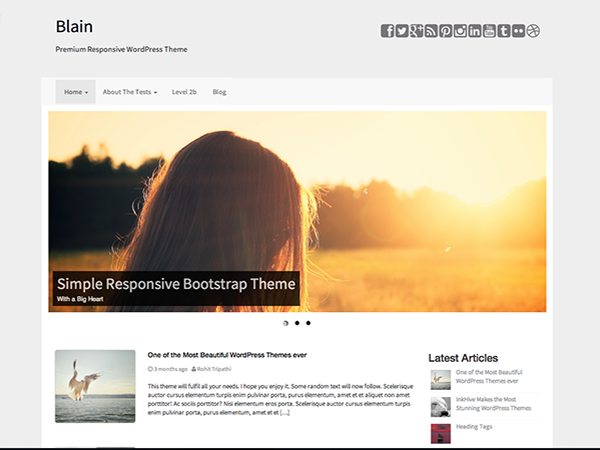 Blain
Premium Responsive WordPress Theme
Home
About The Tests
Level 2b
Blog
Simple Responsive Bootstrap Theme
With a Big Heart
One of the Most Beautiful WordPress Themes ever
3 months ago
Rohit Tripathi
This theme will fulfil all your needs. I hope you enjoy it. Some random text will now follow. Scelerisque
auctor cursus elementum turpis enim pulvinar porta, purus elementum, amet et et aliquet non amet
porttitor! Ac sociis porttitor? Nisi elementum eros porta. Scelerisque auctor cursus elementum turpis
enim pulvinar porta, purus elementum, amet et et [...]
Latest Articles
One of the Most Beautiful
WordPress Themes ever
InkHive Makes the Most
Stunning WordPress Themes
Heading Tags